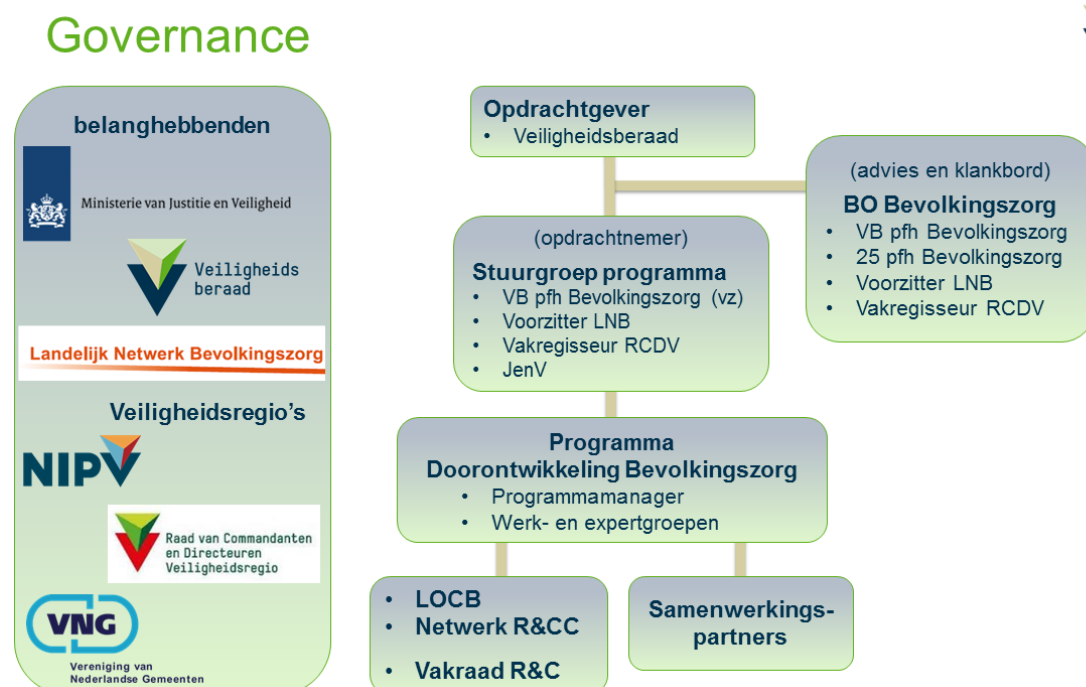 Governance
belanghebbenden
Ministerie van Justitie en Veiligheid
Veiligheids
beraad
Landelijk Netwerk Bevolkingszorg
Veiligheidsregio's
NIPV
Raad van Commandanten
en Directeuren
Veiligheidsregio
VNG
Vereniging van
Nederlandse Gemeenten
Opdrachtgever
• Veiligheidsberaad
(advies en klankbord)
BO Bevolkingszorg
• VB pfh Bevolkingszorg
• 25 pfh Bevolkingszorg
• Voorzitter LNB
• Vakregisseur RCDV
(opdrachtnemer)
Stuurgroep programma
• VB pfh Bevolkingszorg (vz)
• Voorzitter LNB
• Vakregisseur RCDV
• JenV
Programma
Doorontwikkeling Bevolkingszorg
• Programmamanager
• Werk- en expertgroepen
• LOCB
• Netwerk R&CC
• Vakraad R&C
Samenwerkings-
partners